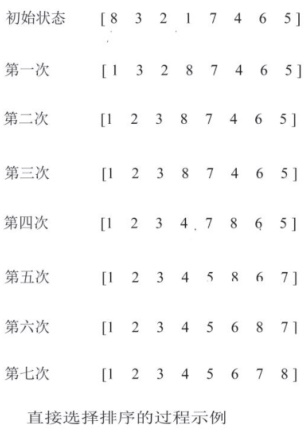 初始状态 [8 3 2 1 7 4 6 5]
第一次 [1 3 2 8 7 4 6 5]
第二次 [1 2 3 8 7 4 6 5]
第三次 [1 2 3 8 7 4 6 5]
第四次 [1 2 3 4 7 8 6 5]
第五次 [1 2 3 4 5 8 6 7]
第六次 [1 2 3 4 5 6 8 7]
第七次 [1 2 3 4 5 6 7 8]
直接选择排序的过程示例